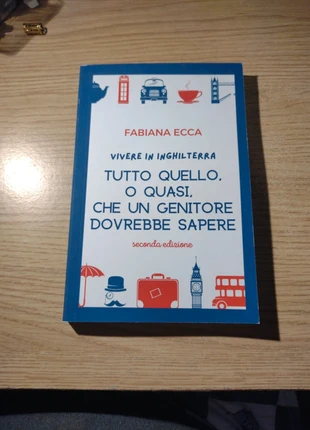 FABIANA ECCA
VIVERE IN INGHILTERRA
TUTTO QUELLO,
O QUASI,
CHE UN GENITORE
DOVREBBE SAPERE
seconda edizione